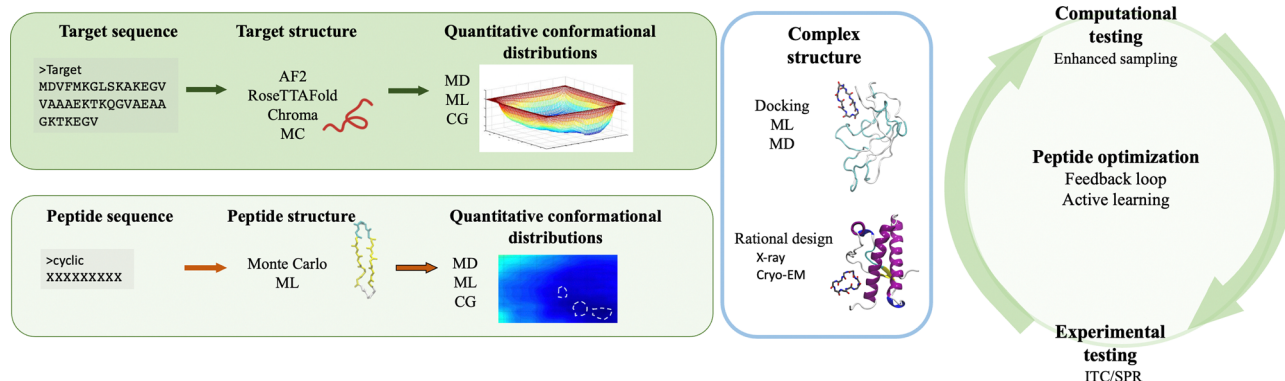 Target sequence
>Target
MDVFMKGLSKAKEGV
VAAAEKTKQGVAEAA
GKTKEGV
Target structure
AF2
RoseTTAFold
Chroma
MC
Quantitative conformational
distributions
MD
ML
CG
Peptide sequence
>cyclic
XXXXXXXXX
Peptide structure
Monte Carlo
ML
Quantitative conformational
distributions
MD
ML
CG
Complex
structure
Docking
ML
MD
Rational design
X-ray
Cryo-EM
Computational
testing
Enhanced sampling
Peptide optimization
Feedback loop
Active learning
Experimental
testing
ITC/SPR